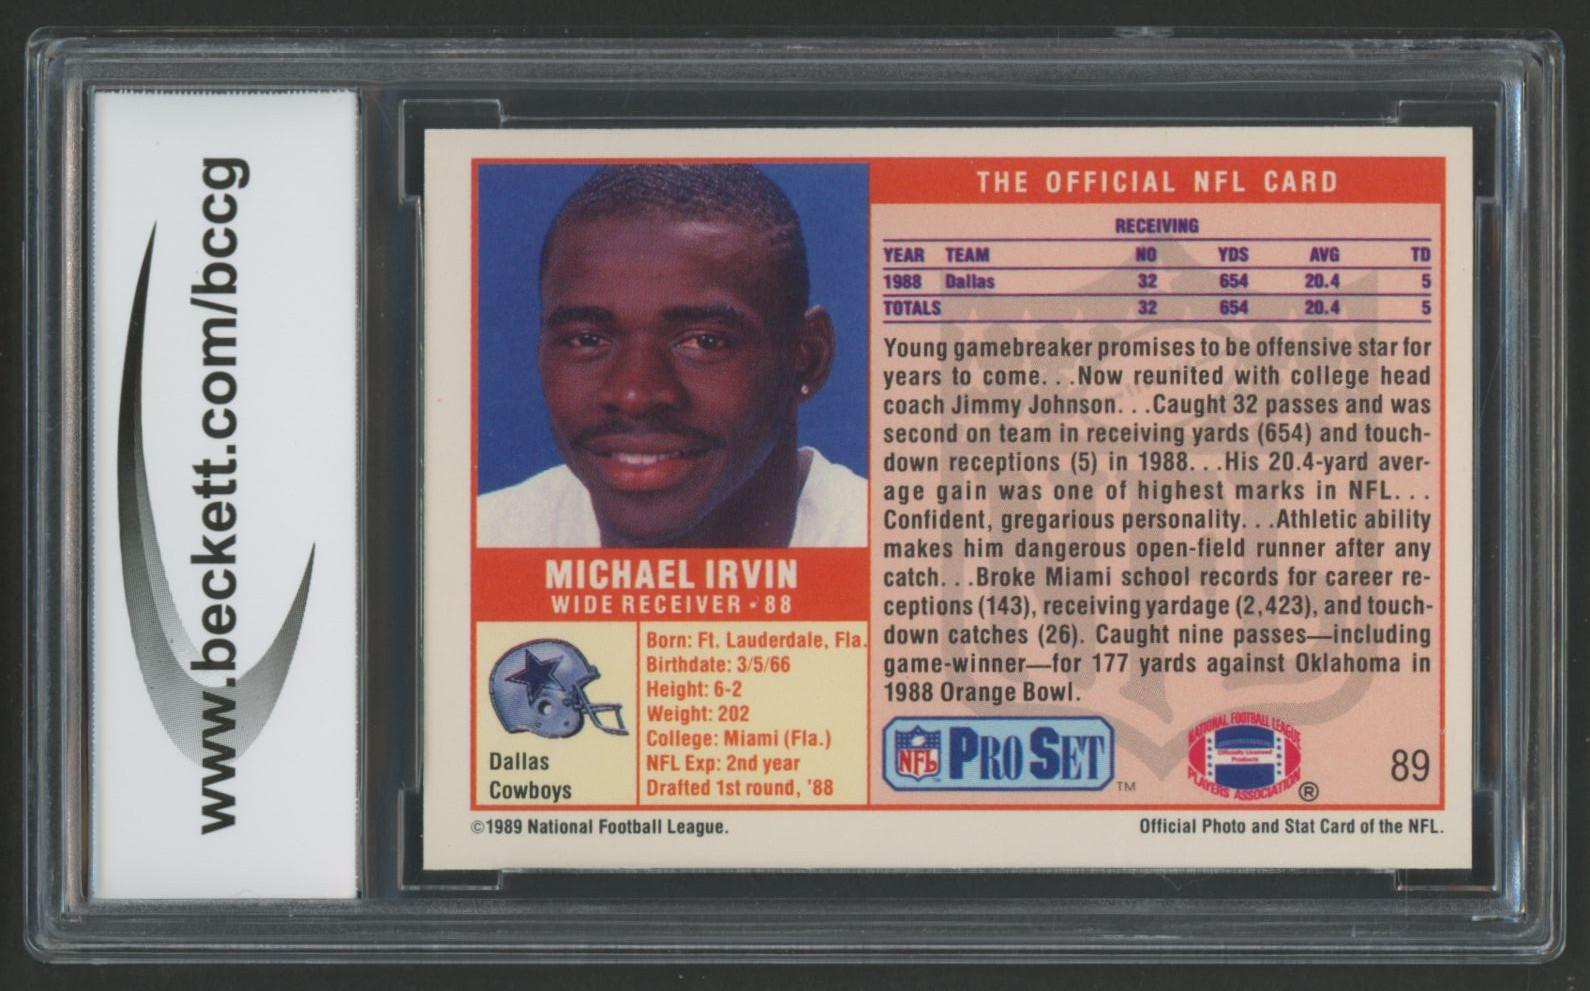 www.beckett.com/bccg
THE OFFICIAL NFL CARD
RECEIVING
YEAR TEAM NO YDS AVG TD
1988 Dallas 32 654 20.4 5
TOTALS 32 654 20.4 5
Young gamebreaker promises to be offensive star for
years to come. . .Now reunited with college head
coach Jimmy Johnson. . .Caught 32 passes and was
second on team in receiving yards (654) and touch-
down receptions (5) in 1988. . .His 20.4-yard aver-
age gain was one of highest marks in NFL. . .
Confident, gregarious personality. . .Athletic ability
makes him dangerous open-field runner after any
catch. . .Broke Miami school records for career re-
ceptions (143), receiving yardage (2,423), and touch-
down catches (26). Caught nine passes—including
game-winner—for 177 yards against Oklahoma in
1988 Orange Bowl.
MICHAEL IRVIN
WIDE RECEIVER • 88
Dallas
Cowboys
Born: Ft. Lauderdale, Fla.
Birthdate: 3/5/66
Height: 6-2
Weight: 202
College: Miami (Fla.)
NFL Exp: 2nd year
Drafted 1st round, '88
NFL PRO SET ™
NATIONAL FOOTBALL LEAGUE
Officially Licensed
Products
PLAYERS ASSOCIATION ®
89
©1989 National Football League.
Official Photo and Stat Card of the NFL.